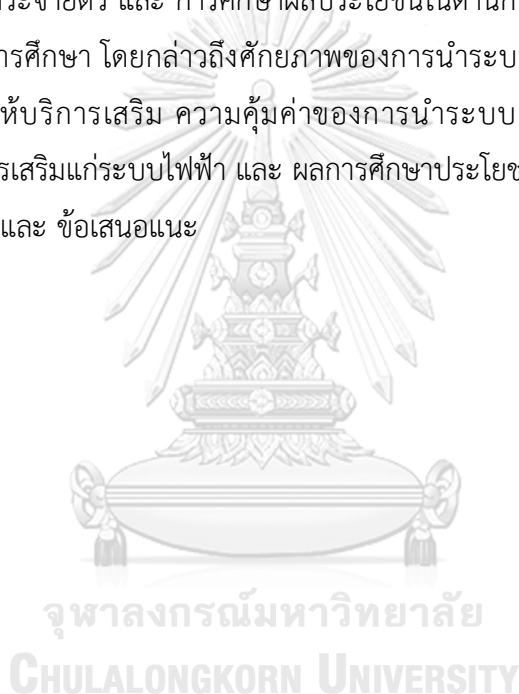 ระจายตัว และ การศึกษาผลประโยชน์ในด้านก
ารศึกษา โดยกล่าวถึงศักยภาพของการนำระบ
ห้บริการเสริม ความคุ้มค่าของการนำระบบ
รเสริมแก่ระบบไฟฟ้า และ ผลการศึกษาประโยช
และ ข้อเสนอแนะ
จุฬาลงกรณ์มหาวิทยาลัย
CHULALONGKORN UNIVERSITY